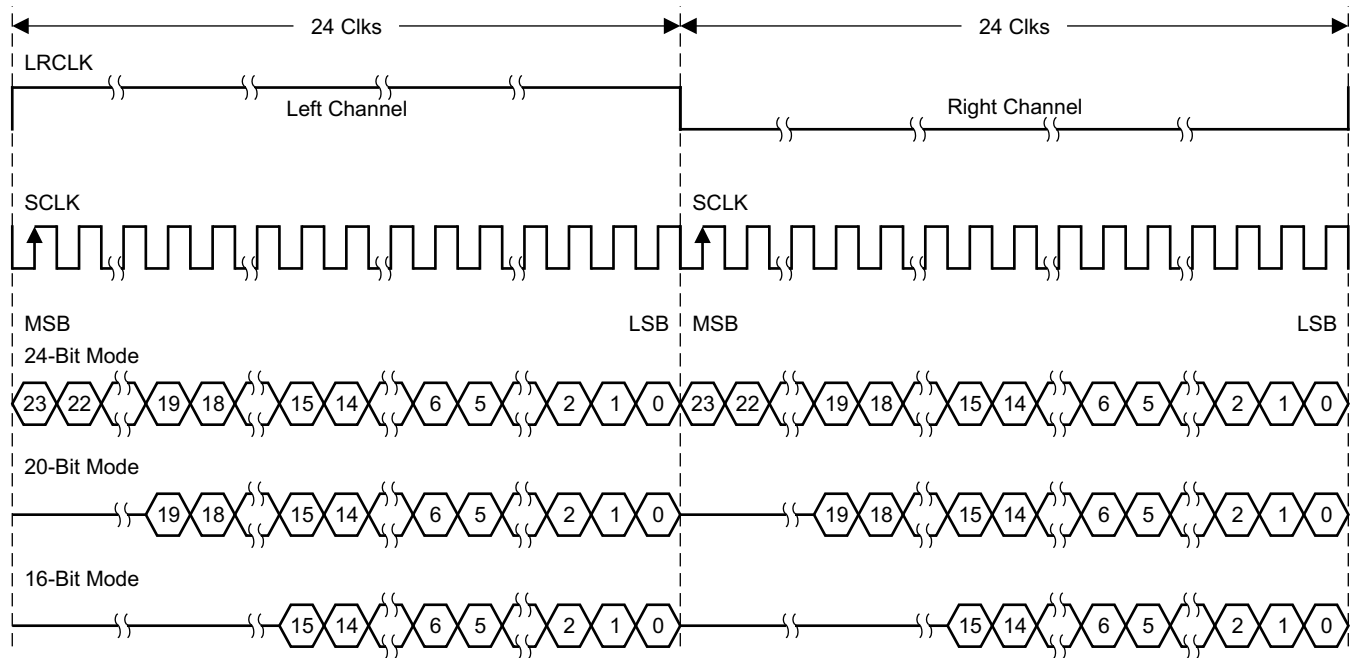 24 Clks 24 Clks
LRCLK
Left Channel Right Channel
SCLK SCLK
MSB LSB MSB LSB
24-Bit Mode
23 22 19 18 15 14 6 5 2 1 0 23 22 19 18 15 14 6 5 2 1 0
20-Bit Mode
19 18 15 14 6 5 2 1 0 19 18 15 14 6 5 2 1 0
16-Bit Mode
15 14 6 5 2 1 0 15 14 6 5 2 1 0